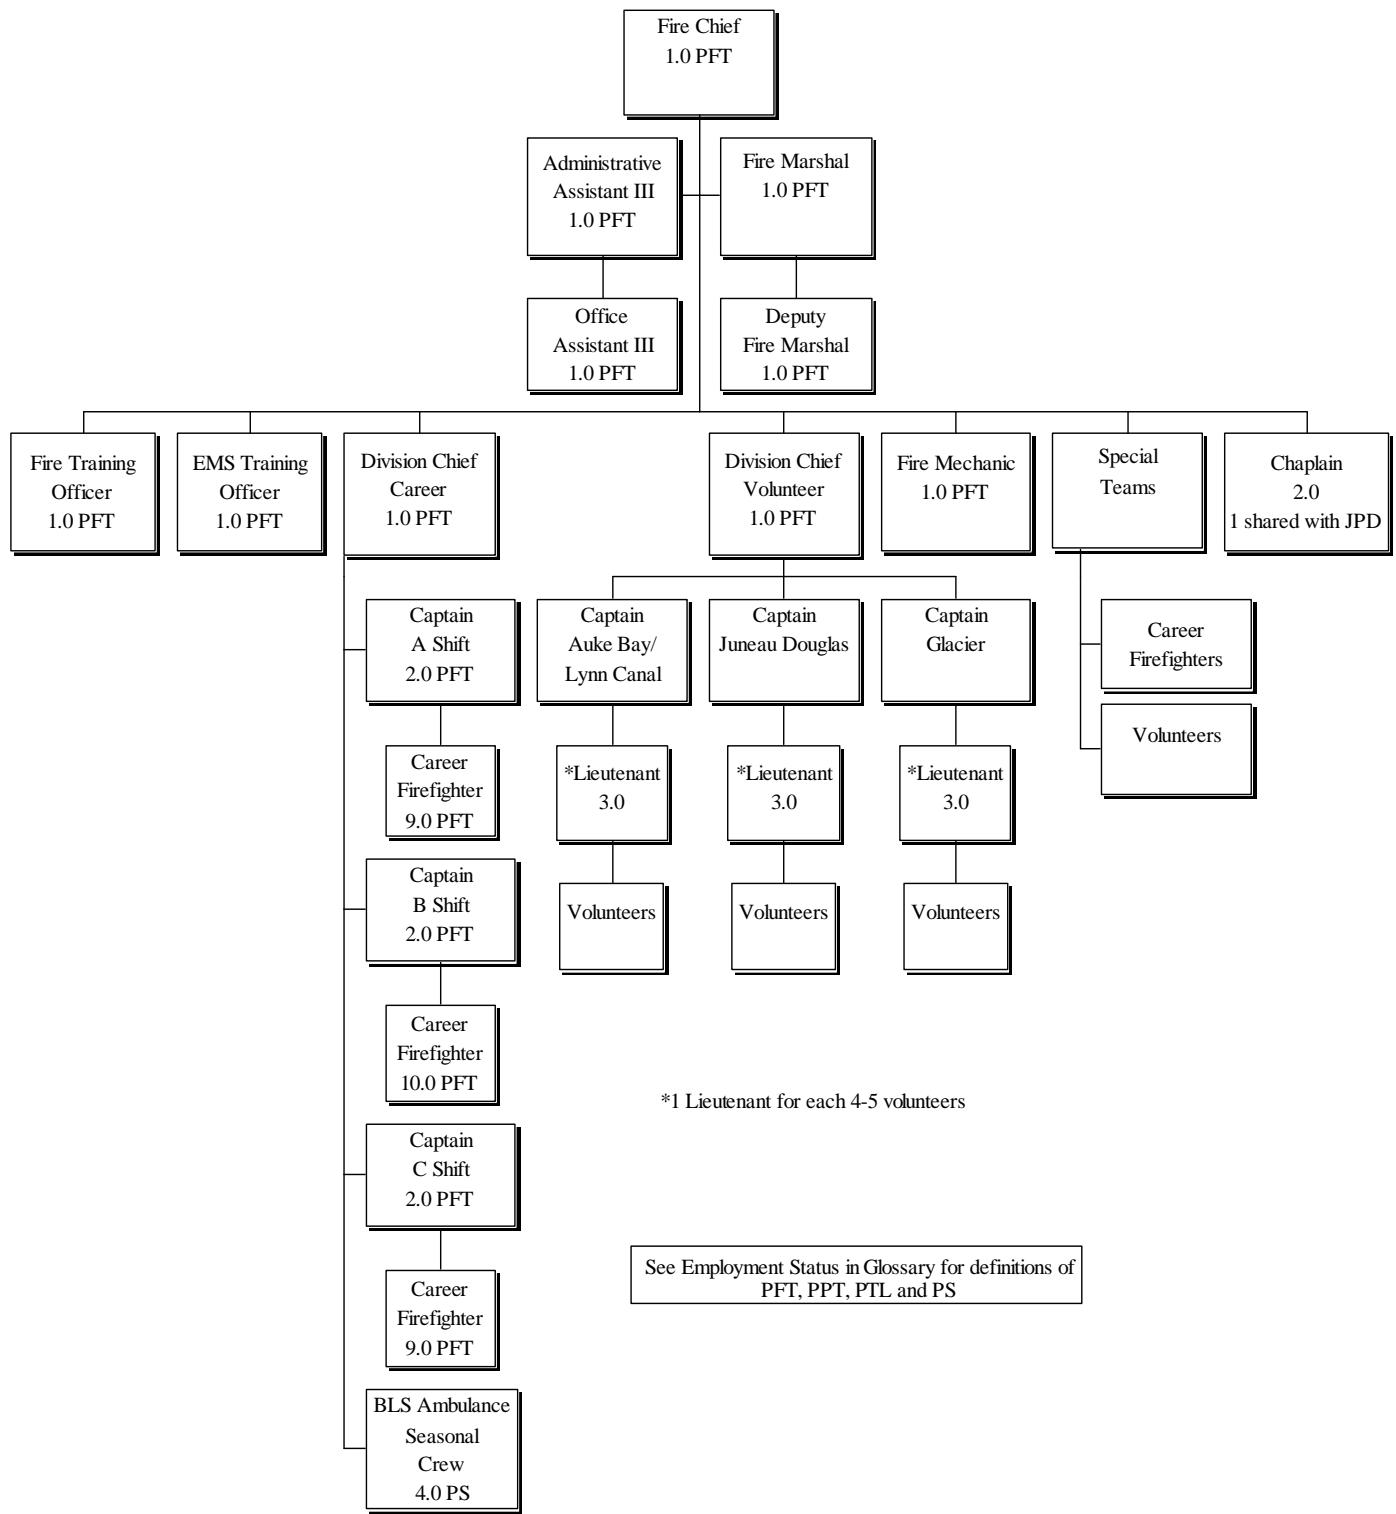 Fire Chief
1.0 PFT
Administrative
Assistant III
1.0 PFT
Fire Marshal
1.0 PFT
Office
Assistant III
1.0 PFT
Deputy
Fire Marshal
1.0 PFT
Fire Training
Officer
1.0 PFT
EMS Training
Officer
1.0 PFT
Division Chief
Career
1.0 PFT
Division Chief
Volunteer
1.0 PFT
Fire Mechanic
1.0 PFT
Special
Teams
Chaplain
2.0
1 shared with JPD
Captain
A Shift
2.0 PFT
Captain
Auke Bay/
Lynn Canal
Captain
Juneau Douglas
Captain
Glacier
Career
Firefighters
Volunteers
Career
Firefighter
9.0 PFT
*Lieutenant
3.0
*Lieutenant
3.0
*Lieutenant
3.0
Captain
B Shift
2.0 PFT
Volunteers
Volunteers
Volunteers
Career
Firefighter
10.0 PFT
*1 Lieutenant for each 4-5 volunteers
Captain
C Shift
2.0 PFT
See Employment Status in Glossary for definitions of
PFT, PPT, PTL and PS
Career
Firefighter
9.0 PFT
BLS Ambulance
Seasonal
Crew
4.0 PS